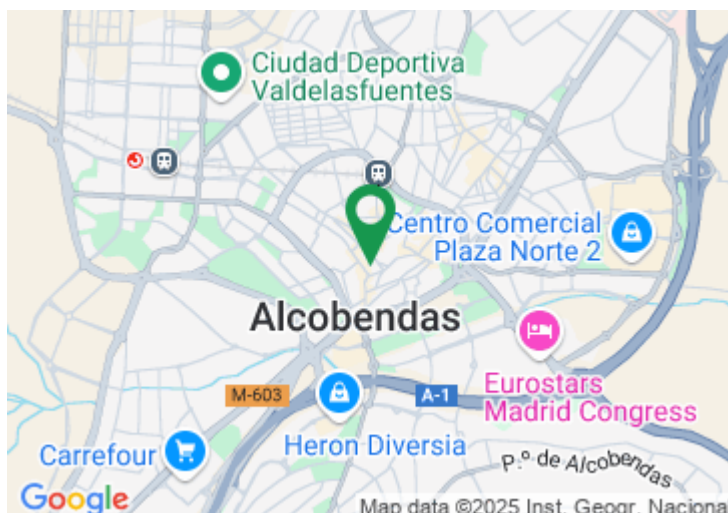 Ciudad Deportiva
Valdelasfuentes
Centro Comercial
Plaza Norte 2
Alcobendas
Eurostars
Madrid Congress
M-603
A-1
Heron Diversia
Carrefour
P.º de Alcobendas
Google
Map data ©2025 Inst. Geogr. Naciona